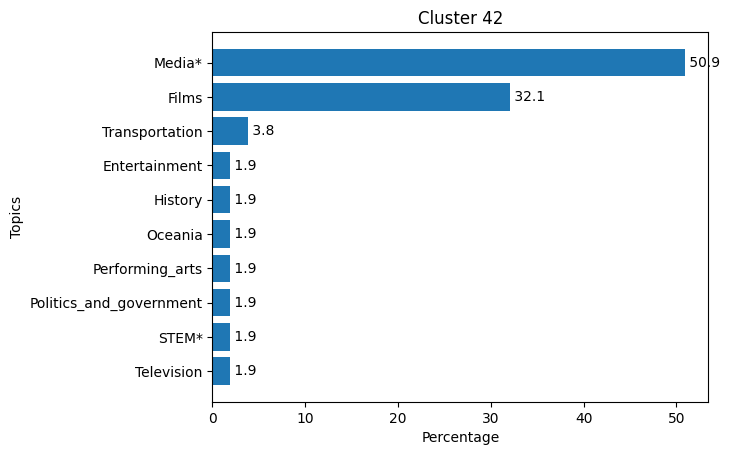 Cluster 42
Topics
Media* 50.9
Films 32.1
Transportation 3.8
Entertainment 1.9
History 1.9
Oceania 1.9
Performing_arts 1.9
Politics_and_government 1.9
STEM* 1.9
Television 1.9
0 10 20 30 40 50
Percentage